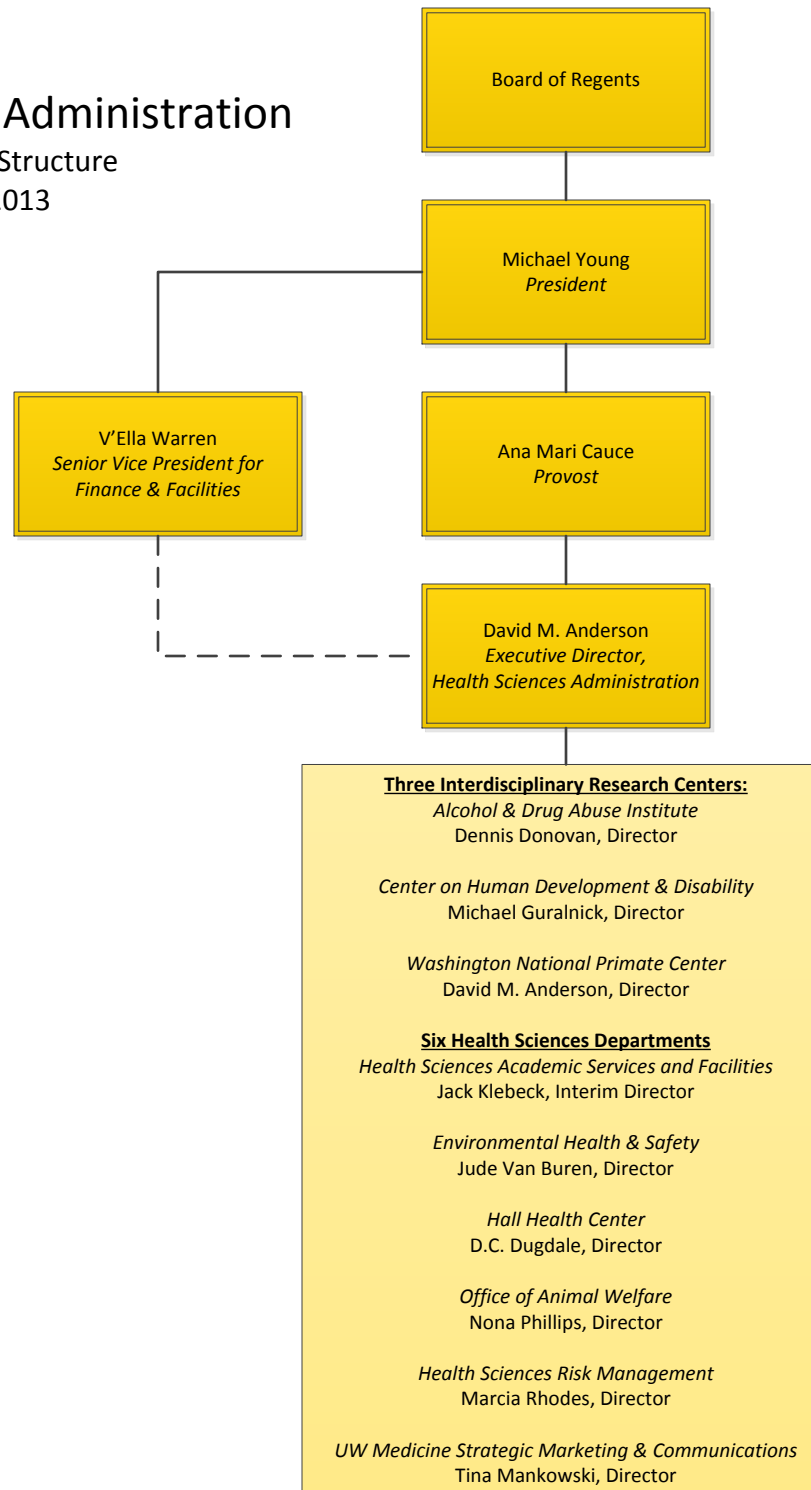 Administration
Structure
013
Board of Regents
Michael Young
President
V'Ella Warren
Senior Vice President for
Finance & Facilities
Ana Mari Cauce
Provost
David M. Anderson
Executive Director,
Health Sciences Administration
Three Interdisciplinary Research Centers:
Alcohol & Drug Abuse Institute
Dennis Donovan, Director
Center on Human Development & Disability
Michael Guralnick, Director
Washington National Primate Center
David M. Anderson, Director
Six Health Sciences Departments
Health Sciences Academic Services and Facilities
Jack Klebeck, Interim Director
Environmental Health & Safety
Jude Van Buren, Director
Hall Health Center
D.C. Dugdale, Director
Office of Animal Welfare
Nona Phillips, Director
Health Sciences Risk Management
Marcia Rhodes, Director
UW Medicine Strategic Marketing & Communications
Tina Mankowski, Director